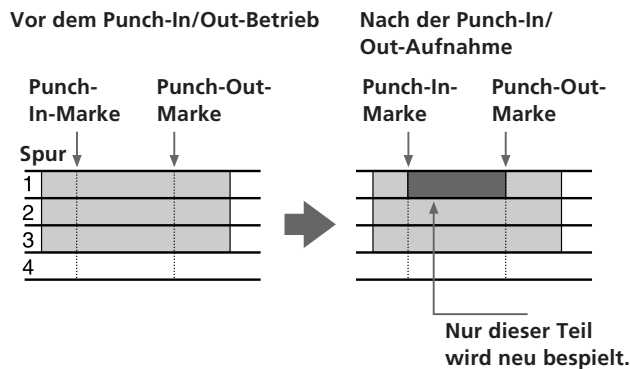 Vor dem Punch-In/Out-Betrieb
Punch-
In-Marke
Punch-Out-
Marke
Spur
1
2
3
4
Nach der Punch-In/
Out-Aufnahme
Punch-In-
Marke
Punch-Out-
Marke
Nur dieser Teil
wird neu bespielt.